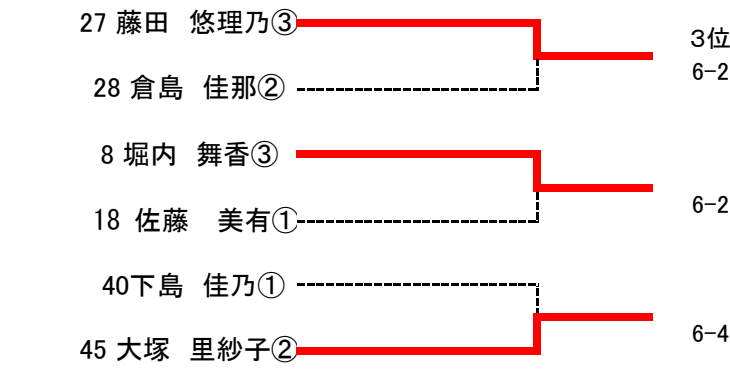 27 藤田　悠理乃③
3位
6-2
28 倉島　佳那②
8 堀内　舞香③
18 佐藤　美有①
6-2
40下島　佳乃①
45 大塚　里紗子②
6-4